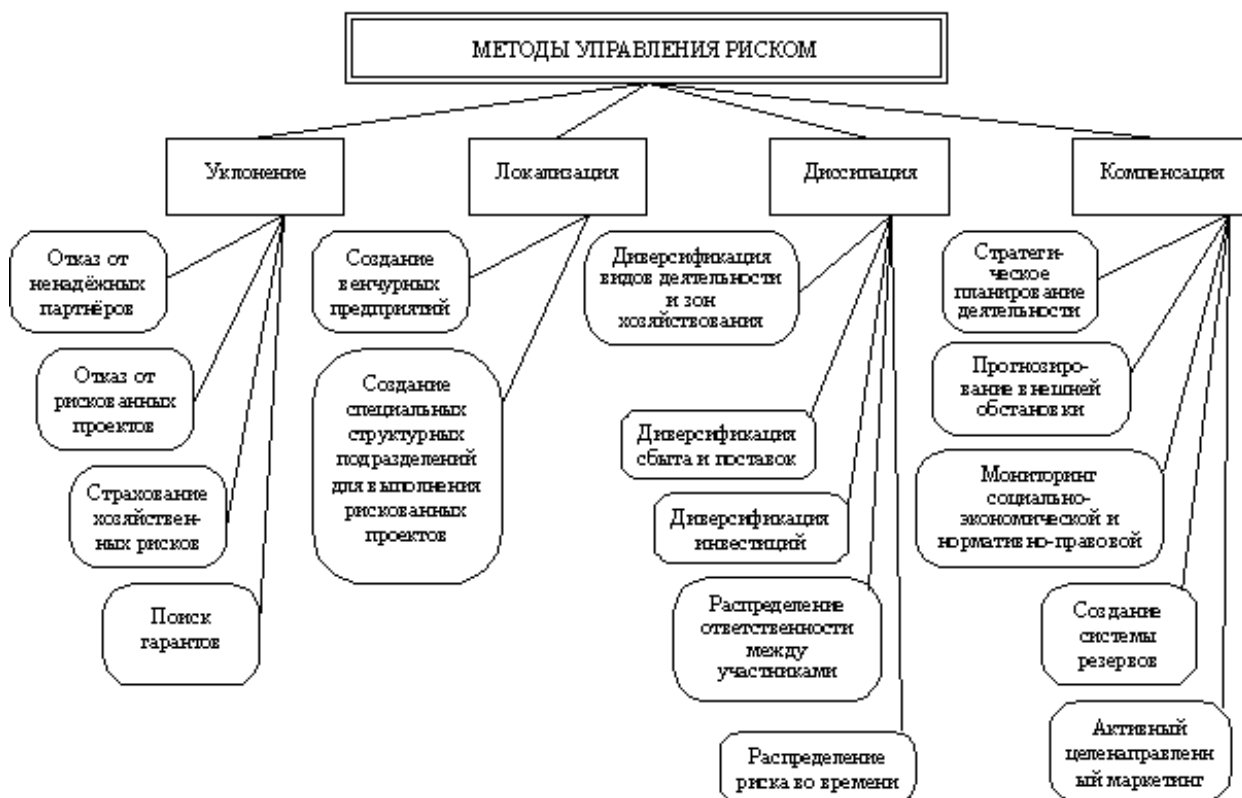 МЕТОДЫ УПРАВЛЕНИЯ РИСКОМ
Уклонение
Локализация
Диссипация
Компенсация
Отказ от
ненадёжных
партнёров
Отказ от
рискованных
проектов
Страхование
хозяйствен-
ных рисков
Поиск
гарантов
Создание
венчурных
предприятий
Создание
специальных
структурных
подразделений
для выполнения
рискованных
проектов
Диверсификация
видов деятельности
и зон
хозяйствования
Диверсификация
сбыта и поставок
Диверсификация
инвестиций
Распределение
ответственности
между
участниками
Распределение
риска во времени
Стратеги-
ческое
планирование
деятельности
Прогнозиро-
вание внешней
обстановки
Мониторинг
социально-
экономической и
нормативно-правовой
Создание
системы
резервов
Активный
целенаправленн
ый маркетинг